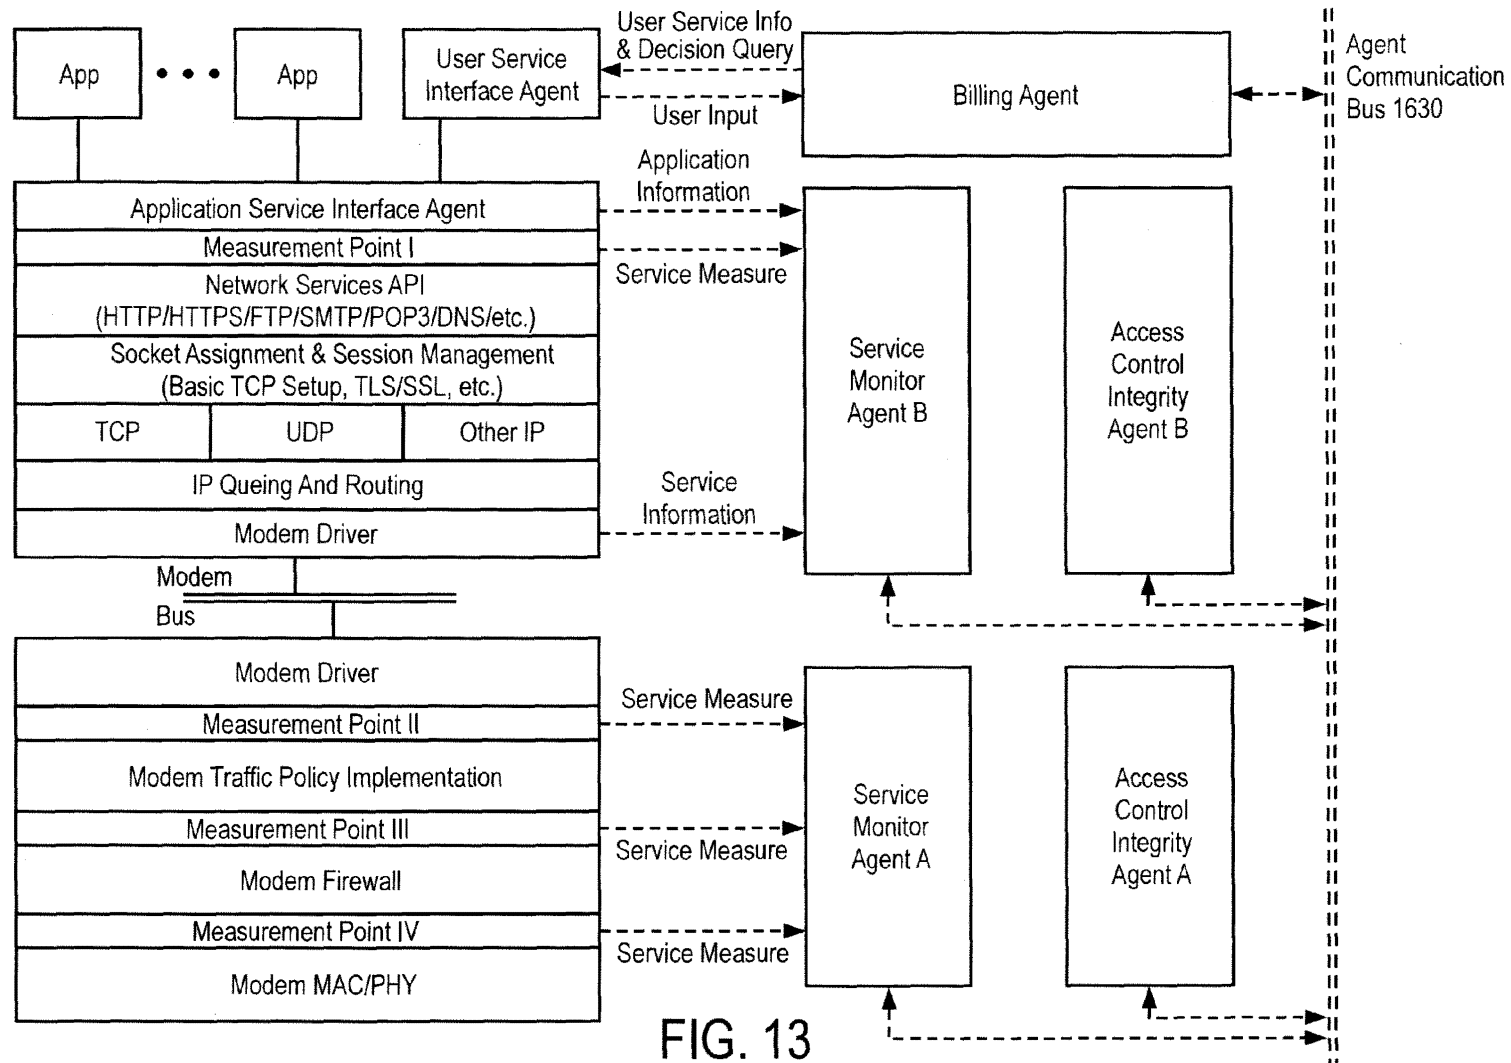 App
• • •
App
User Service
Interface Agent
User Service Info
& Decision Query
User Input
Billing Agent
Agent
Communication
Bus 1630
Application
Information
Application Service Interface Agent
Measurement Point I
Service Measure
Network Services API
(HTTP/HTTPS/FTP/SMTP/POP3/DNS/etc.)
Socket Assignment & Session Management
(Basic TCP Setup, TLS/SSL, etc.)
TCP
UDP
Other IP
IP Queing And Routing
Service
Information
Modem Driver
Service
Monitor
Agent B
Access
Control
Integrity
Agent B
Modem
Bus
Modem Driver
Service Measure
Measurement Point II
Modem Traffic Policy Implementation
Measurement Point III
Service Measure
Modem Firewall
Measurement Point IV
Service Measure
Modem MAC/PHY
Service
Monitor
Agent A
Access
Control
Integrity
Agent A
FIG. 13